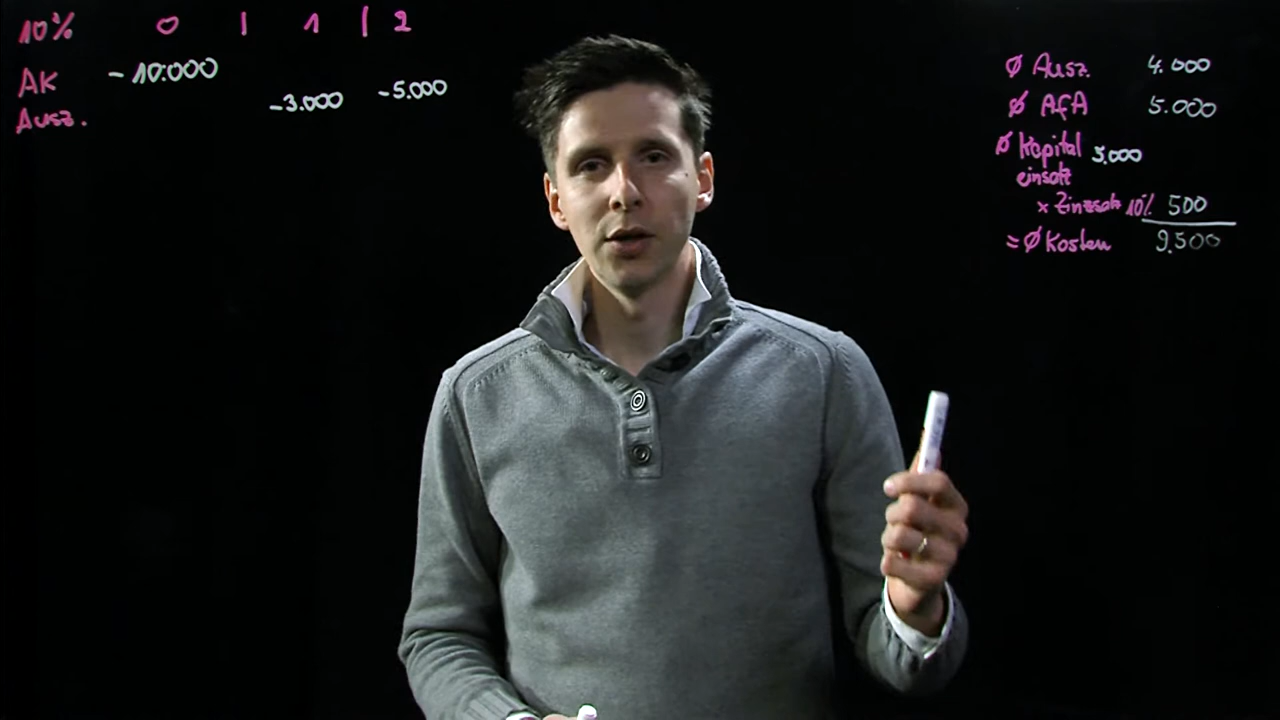 10% 0 | 1 | 2
AK -10.000
-3.000 -5.000
Ausz.
Ø Ausz. 4.000
Ø AfA 5.000
Ø Kapital 5.000
einsatz
x Zinssatz 10% 500
= Ø Kosten 9.500